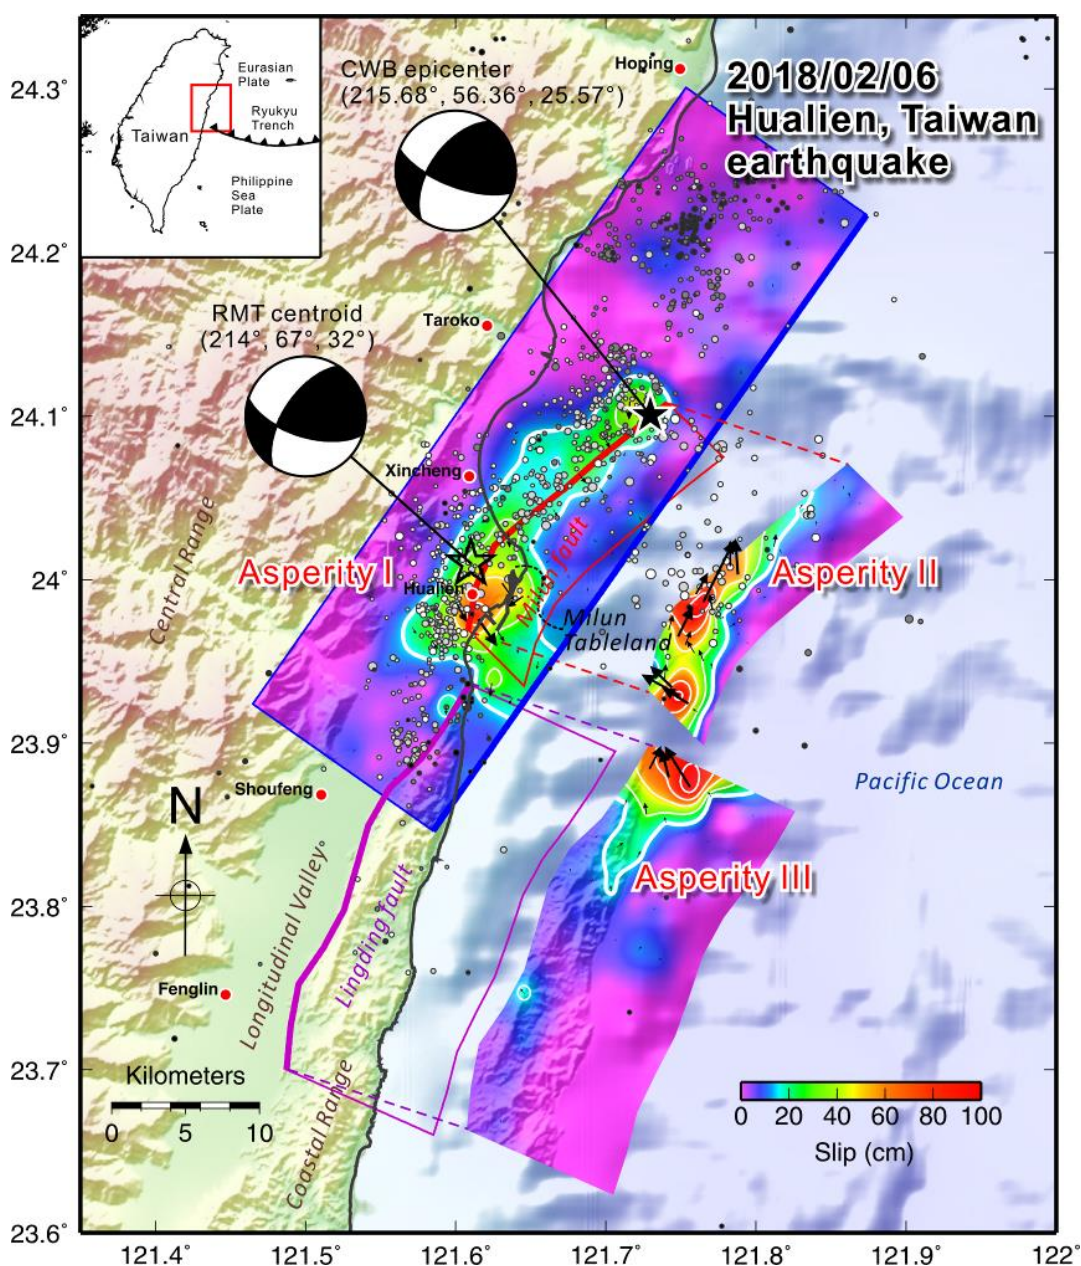 2018/02/06
Hualien, Taiwan
earthquake
CWB epicenter
(215.68°, 56.36°, 25.57°)
RMT centroid
(214°, 67°, 32°)
Eurasian
Plate
Ryukyu
Trench
Taiwan
Philippine
Sea
Plate
Hoping
Taroko
Xincheng
Hualien
Shoufeng
Fenglin
Asperity I
Asperity II
Asperity III
Milun fault
Milun
Tableland
Central Range
Longitudinal Valley
Lingding fault
Coastal Range
Pacific Ocean
N
Kilometers
0 5 10
0 20 40 60 80 100
Slip (cm)
24.3°
24.2°
24.1°
24°
23.9°
23.8°
23.7°
23.6°
121.4° 121.5° 121.6° 121.7° 121.8° 121.9° 122°